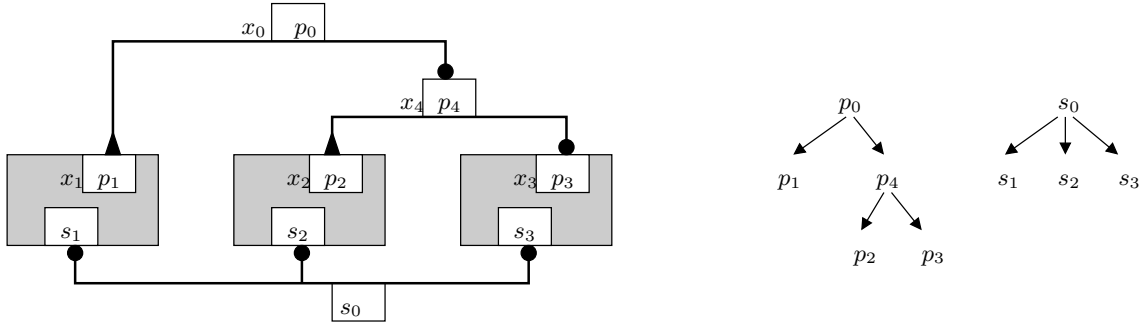 x₀ p₀
x₄ p₄
p₀ s₀
x₁ p₁ x₂ p₂ x₃ p₃
p₁ p₄ s₁ s₂ s₃
s₁ s₂ s₃
p₂ p₃
s₀